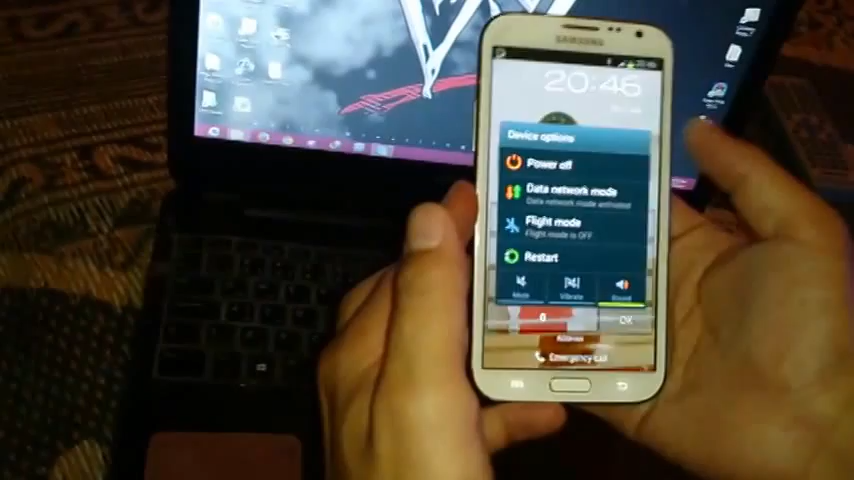 SAMSUNG
20:46
Device options
Power off
Data network mode
Data network mode activated
Flight mode
Flight mode is OFF
Restart
Mute
Vibrate
Sound
OK
Emergency call